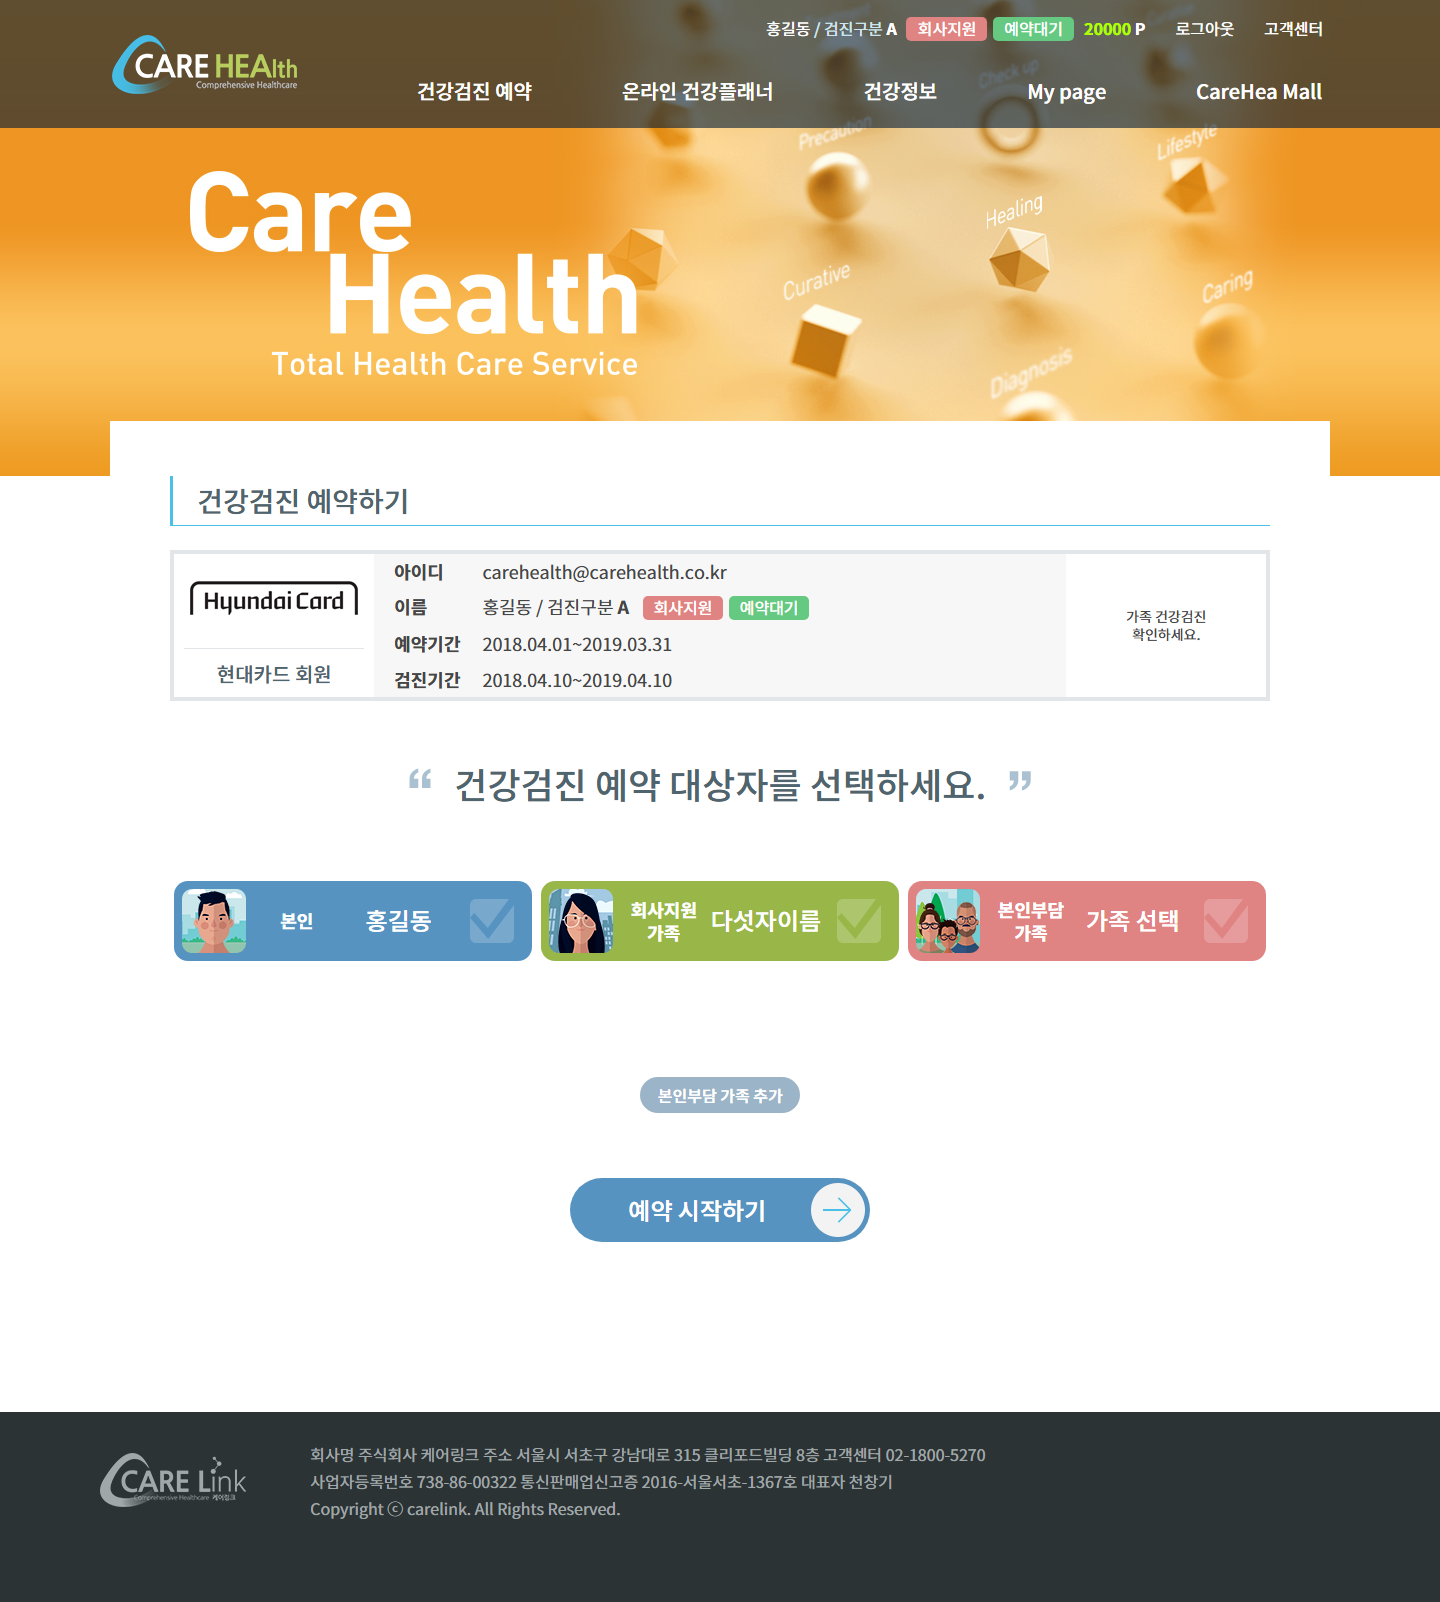 홍길동 / 검진구분 A 회사지원 예약대기 20000 P 로그아웃 고객센터
CARE HEAlth
Comprehensive Healthcare
건강검진 예약 온라인 건강플래너 건강정보 My page CareHea Mall
Check up
Precaution
Lifestyle
Care
Healing
Health
Curative
Caring
Total Health Care Service
Diagnosis
건강검진 예약하기
Hyundai Card
현대카드 회원
아이디 carehealth@carehealth.co.kr
이름 홍길동 / 검진구분 A 회사지원 예약대기
예약기간 2018.04.01~2019.03.31
검진기간 2018.04.10~2019.04.10
가족 건강검진
확인하세요.
“ 건강검진 예약 대상자를 선택하세요. ”
본인 홍길동
회사지원
가족
다섯자이름
본인부담
가족
가족 선택
본인부담 가족 추가
예약 시작하기
CARE Link
Comprehensive Healthcare 케어링크
회사명 주식회사 케어링크 주소 서울시 서초구 강남대로 315 클리포드빌딩 8층 고객센터 02-1800-5270
사업자등록번호 738-86-00322 통신판매업신고증 2016-서울서초-1367호 대표자 천창기
Copyright ⓒ carelink. All Rights Reserved.